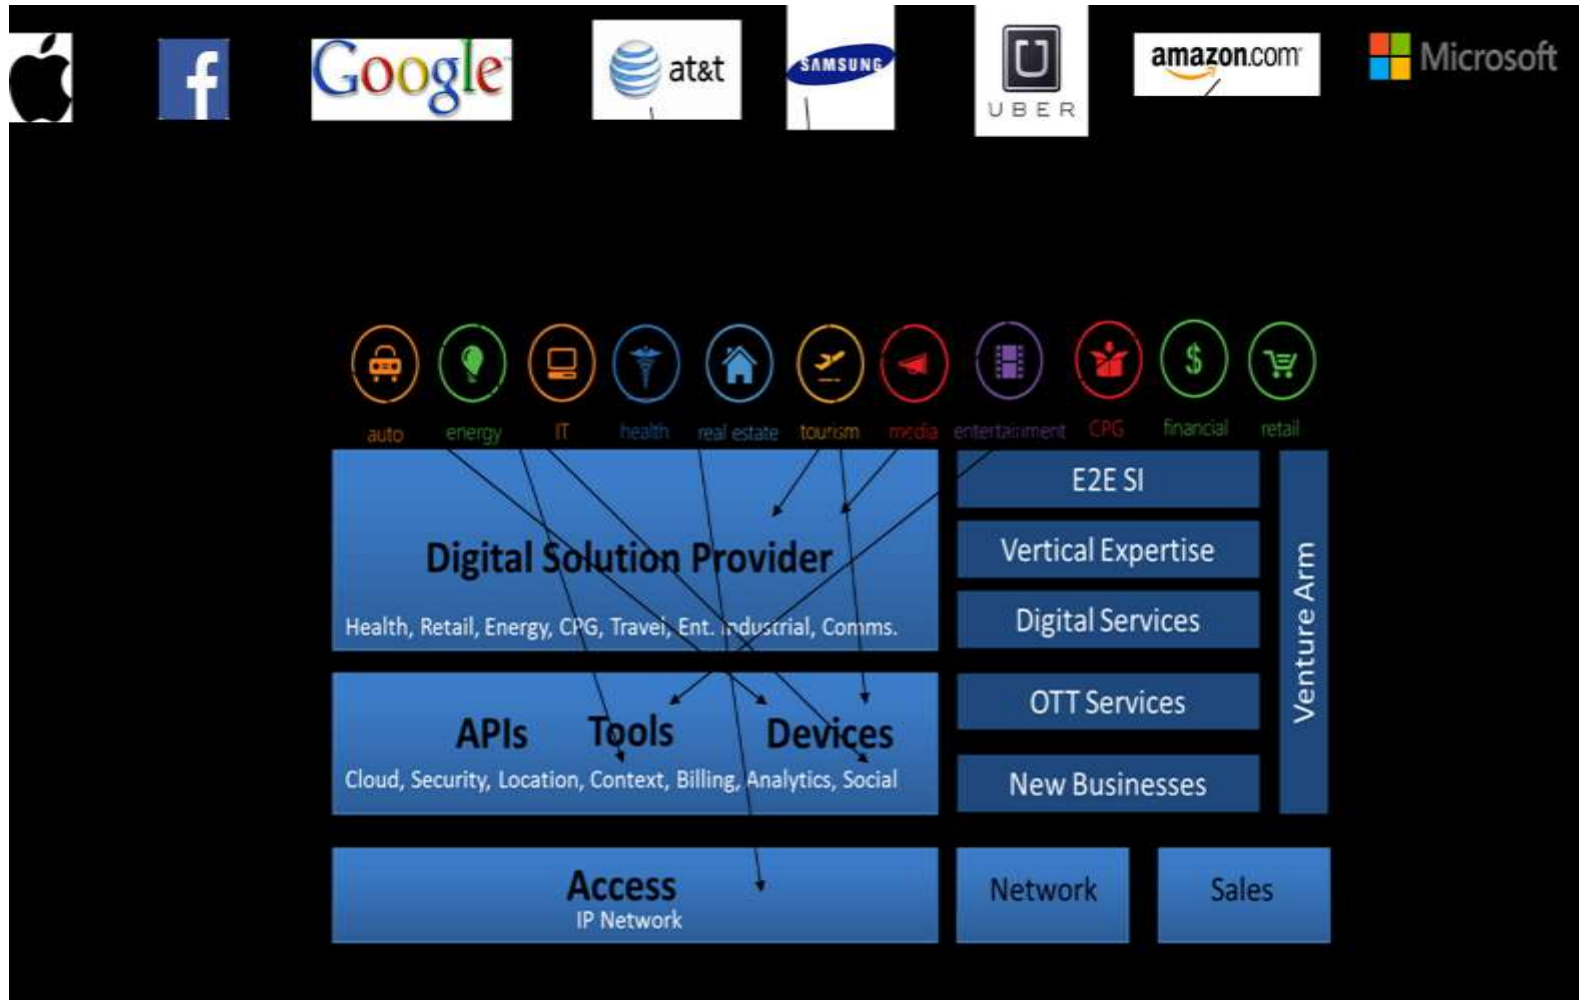 Google
at&t
SAMSUNG
UBER
amazon.com
Microsoft
auto
energy
IT
health
real estate
tourism
media
entertainment
CPG
financial
retail
Digital Solution Provider
Health, Retail, Energy, CPG, Travel, Ent. Industrial, Comms.
APIs Tools Devices
Cloud, Security, Location, Context, Billing, Analytics, Social
Access
IP Network
E2E SI
Vertical Expertise
Digital Services
OTT Services
New Businesses
Venture Arm
Network
Sales